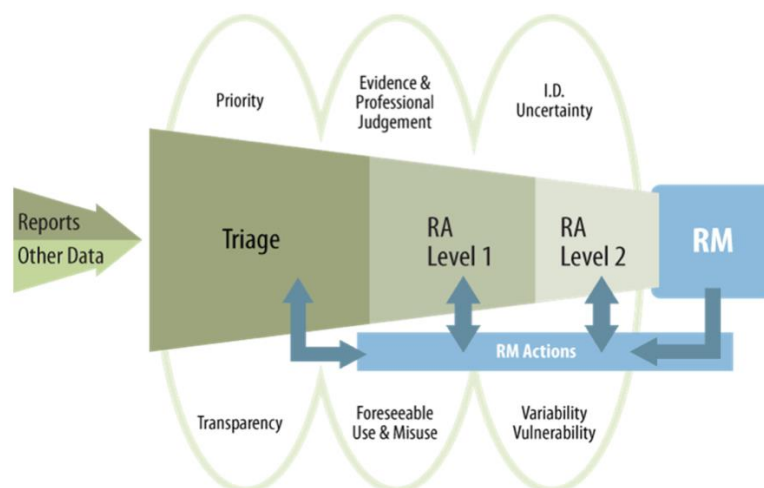 Priority
Evidence &
Professional
Judgement
I.D.
Uncertainty
Reports
Other Data
Triage
RA
Level 1
RA
Level 2
RM
RM Actions
Transparency
Foreseeable
Use & Misuse
Variability
Vulnerability